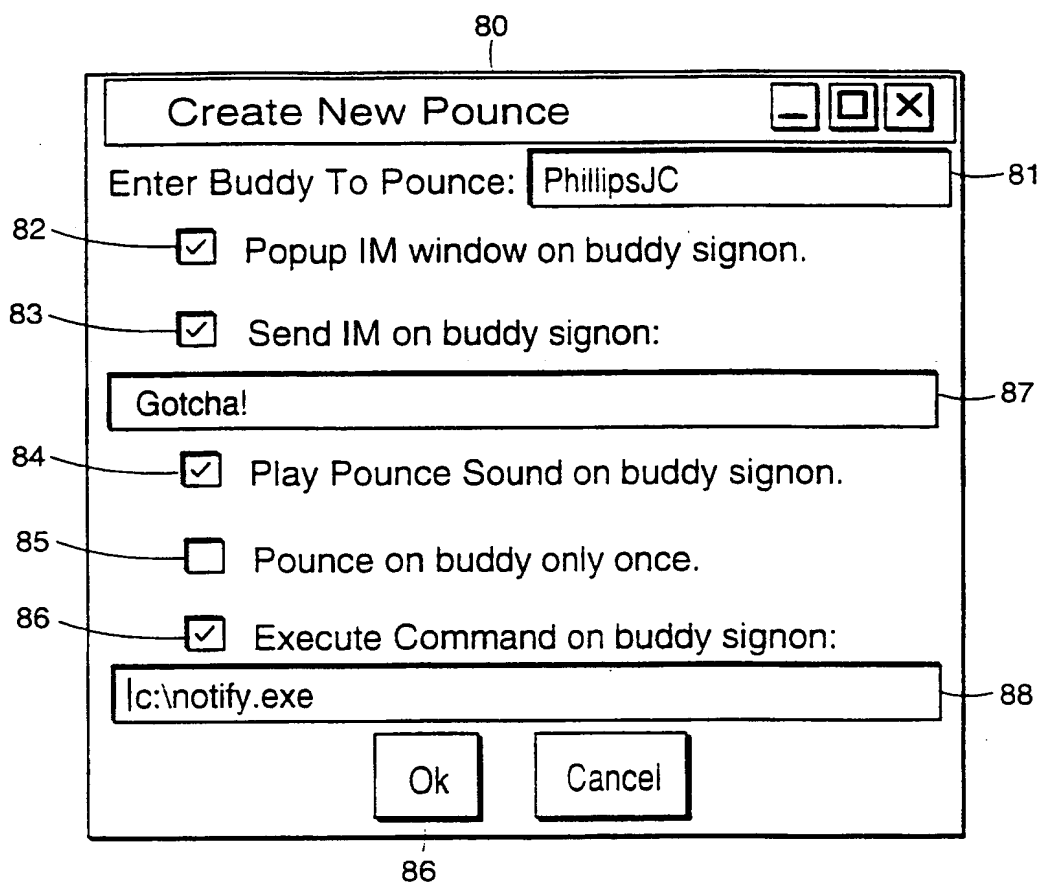 80
Create New Pounce
Enter Buddy To Pounce: PhillipsJC 81
82 Popup IM window on buddy signon.
83 Send IM on buddy signon:
Gotcha! 87
84 Play Pounce Sound on buddy signon.
85 Pounce on buddy only once.
86 Execute Command on buddy signon:
c:\notify.exe 88
Ok Cancel
86